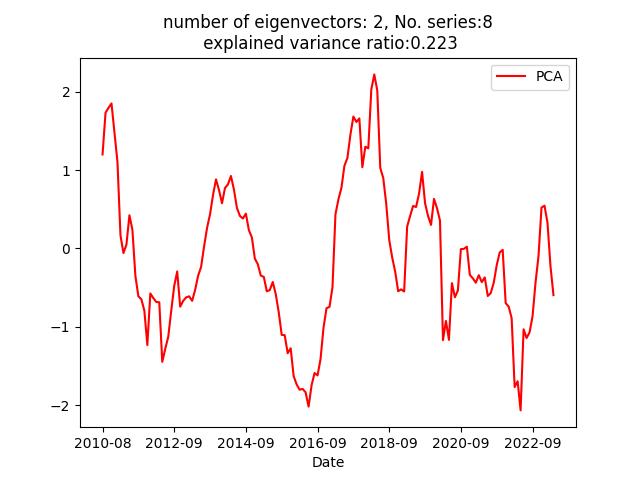 number of eigenvectors: 2, No. series:8
explained variance ratio:0.223
PCA
2
1
0
−1
−2
2010-08 2012-09 2014-09 2016-09 2018-09 2020-09 2022-09
Date